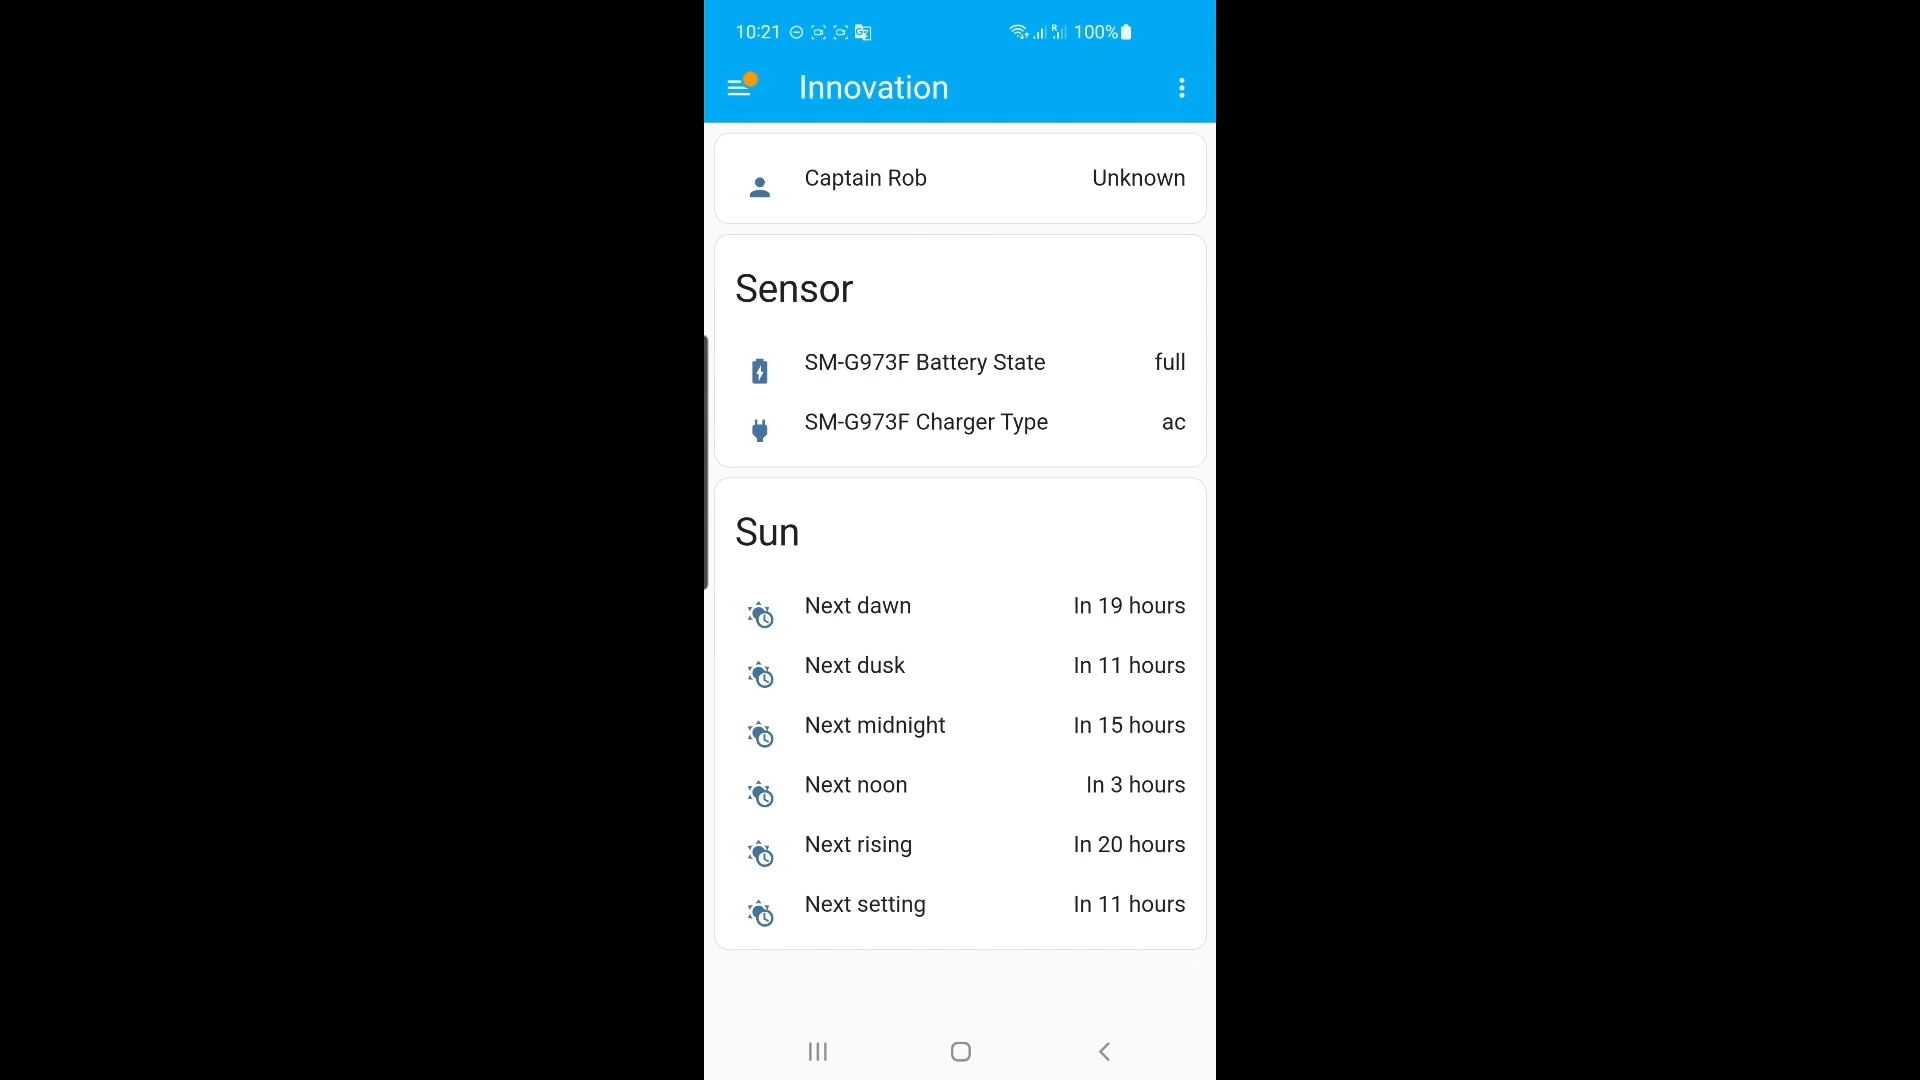 10:21 100%
Innovation
Captain Rob Unknown
Sensor
SM-G973F Battery State full
SM-G973F Charger Type ac
Sun
Next dawn In 19 hours
Next dusk In 11 hours
Next midnight In 15 hours
Next noon In 3 hours
Next rising In 20 hours
Next setting In 11 hours